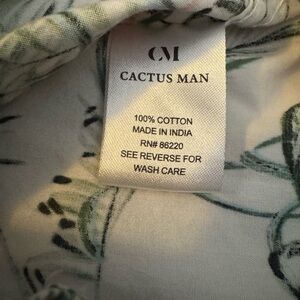 CM
CACTUS MAN
100% COTTON
MADE IN INDIA
RN# 86220
SEE REVERSE FOR
WASH CARE